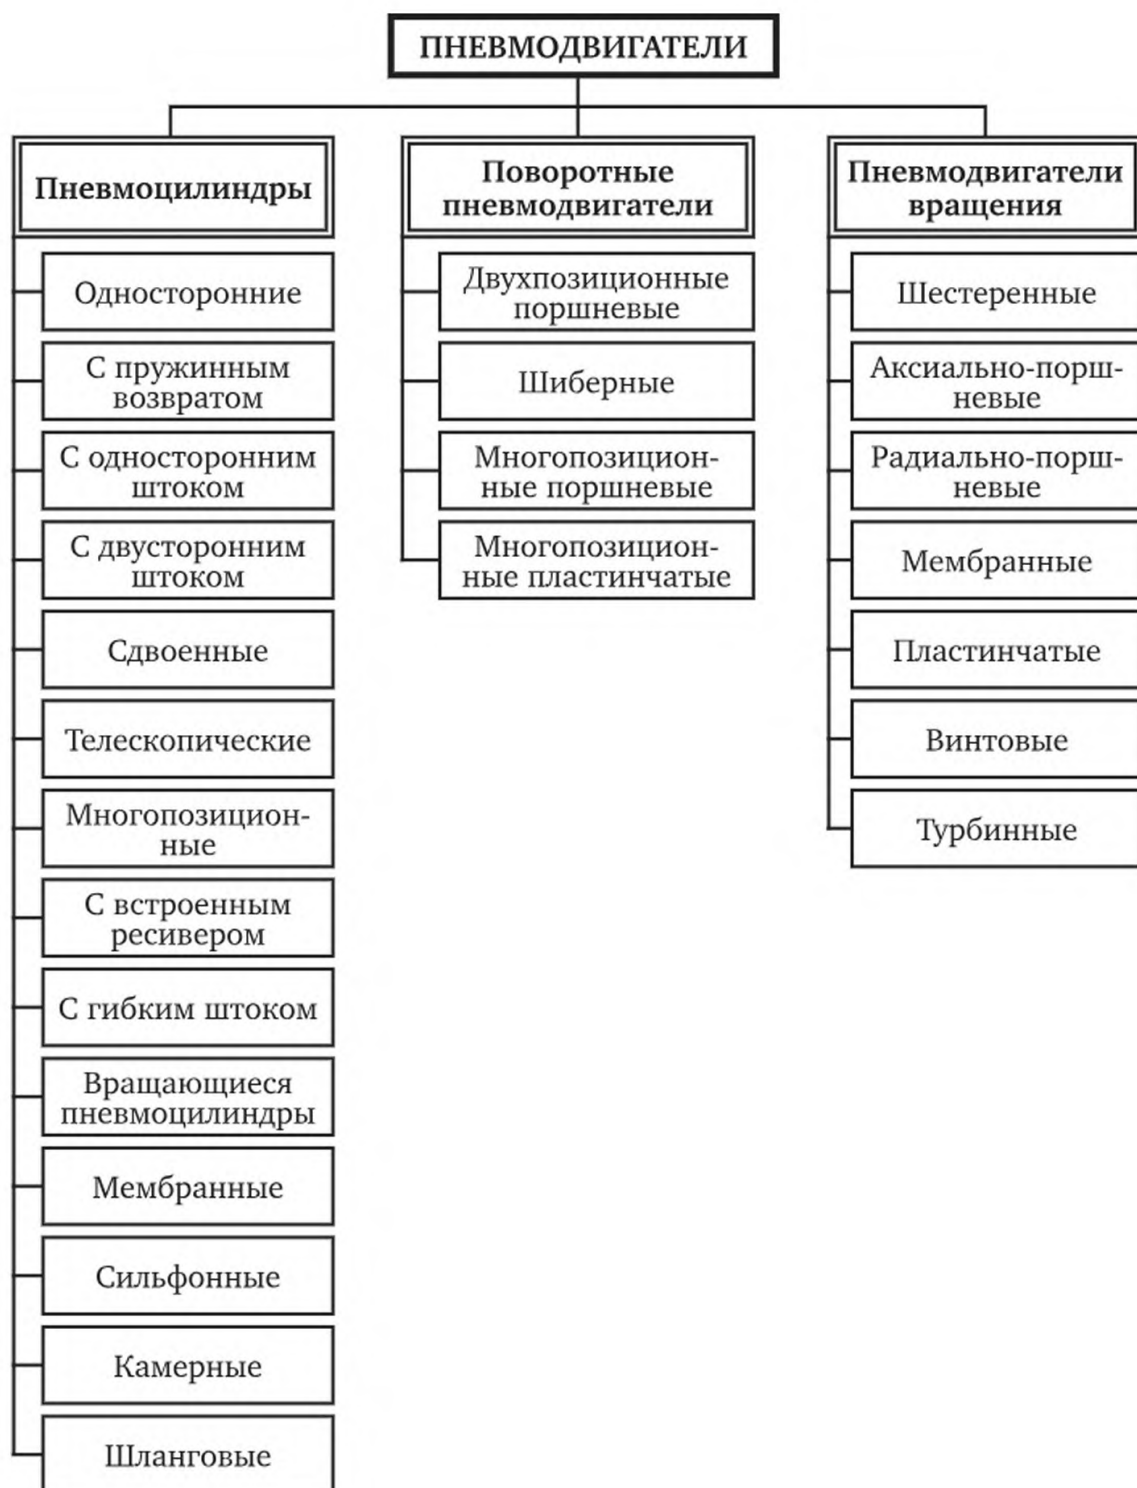 ПНЕВМОДВИГАТЕЛИ
Пневмоцилиндры
Односторонние
С пружинным
возвратом
С односторонним
штоком
С двусторонним
штоком
Сдвоенные
Телескопические
Многопозицион-
ные
С встроенным
ресивером
С гибким штоком
Вращающиеся
пневмоцилиндры
Мембранные
Сильфонные
Камерные
Шланговые
Поворотные
пневмодвигатели
Двухпозиционные
поршневые
Шиберные
Многопозицион-
ные поршневые
Многопозицион-
ные пластинчатые
Пневмодвигатели
вращения
Шестеренные
Аксиально-порш-
невые
Радиально-порш-
невые
Мембранные
Пластинчатые
Винтовые
Турбинные